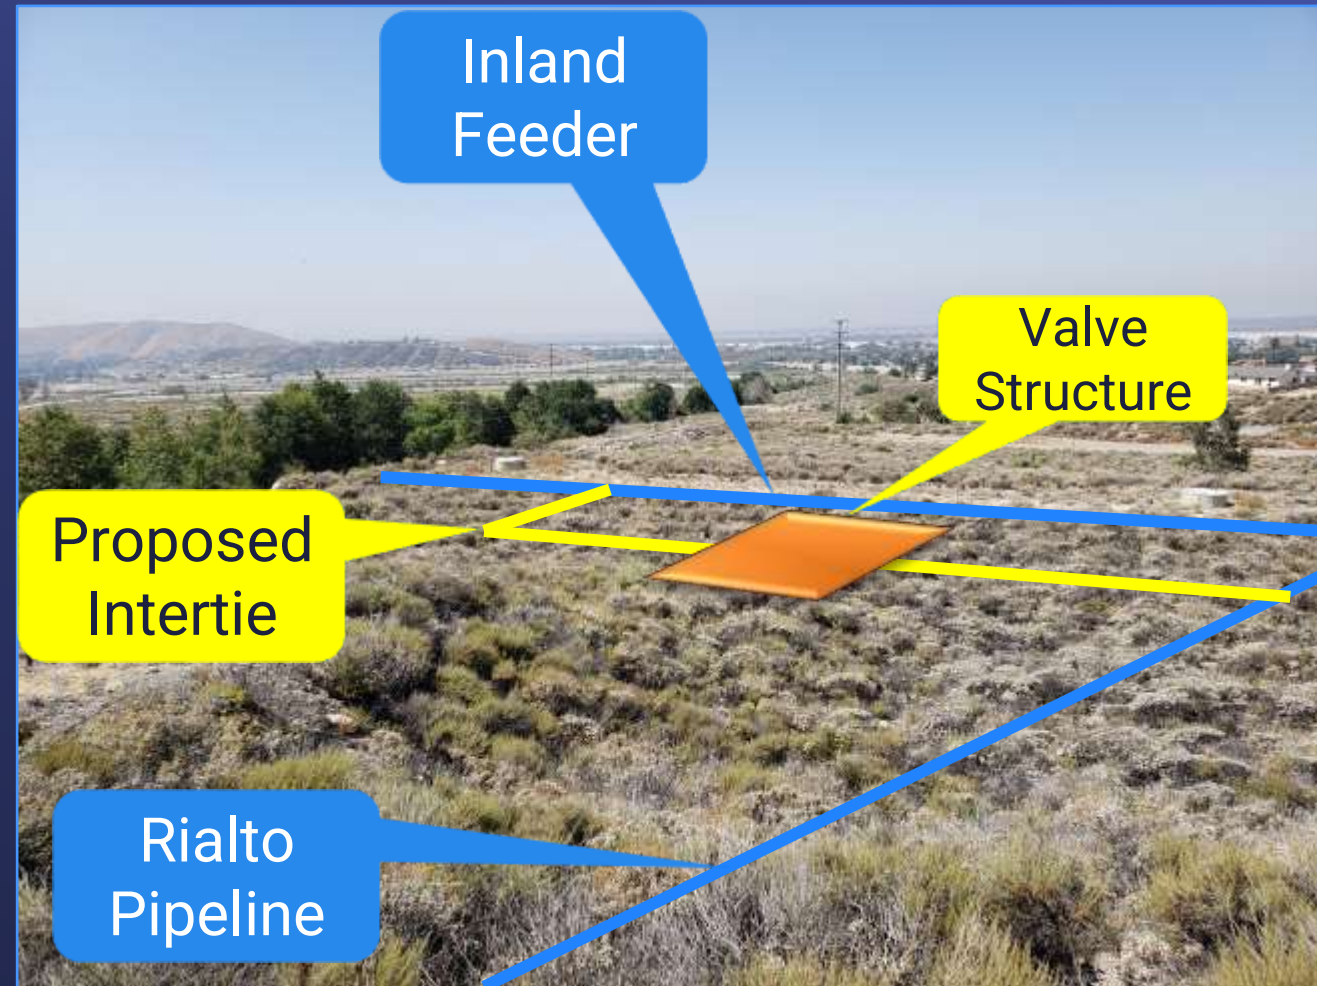 Inland
Feeder
Valve
Structure
Proposed
Intertie
Rialto
Pipeline